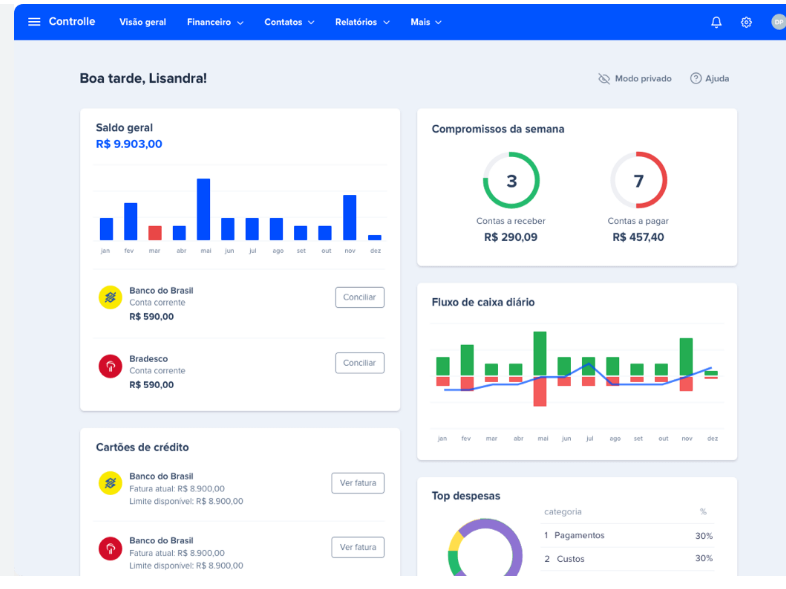 Controlle
Visão geral
Financeiro
Contatos
Relatórios
Mais
DP
Boa tarde, Lisandra!
Modo privado
Ajuda
Saldo geral
R$ 9.903,00
jan fev mar abr mai jun jul ago set out nov dez
Banco do Brasil
Conta corrente
R$ 590,00
Conciliar
Bradesco
Conta corrente
R$ 590,00
Conciliar
Cartões de crédito
Banco do Brasil
Fatura atual: R$ 8.900,00
Limite disponível: R$ 8.900,00
Ver fatura
Banco do Brasil
Fatura atual: R$ 8.900,00
Limite disponível: R$ 8.900,00
Ver fatura
Compromissos da semana
3
7
Contas a receber
Contas a pagar
R$ 290,09
R$ 457,40
Fluxo de caixa diário
jan fev mar abr mai jun jul ago set out nov dez
Top despesas
categoria %
1 Pagamentos 30%
2 Custos 30%